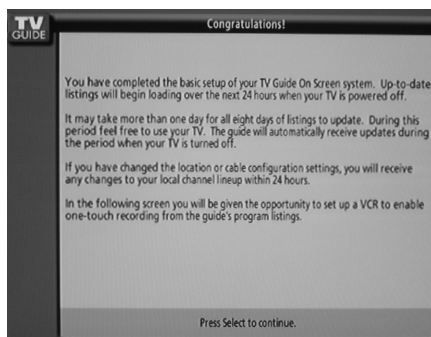 TV
GUIDE
Congratulations!
You have completed the basic setup of your TV Guide On Screen system. Up-to-date
listings will begin loading over the next 24 hours when your TV is powered off.
It may take more than one day for all eight days of listings to update. During this
period feel free to use your TV. The guide will automatically receive updates during
the period when your TV is turned off.
If you have changed the location or cable configuration settings, you will receive
any changes to your local channel lineup within 24 hours.
In the following screen you will be given the opportunity to set up a VCR to enable
one-touch recording from the guide's program listings.
Press Select to continue.